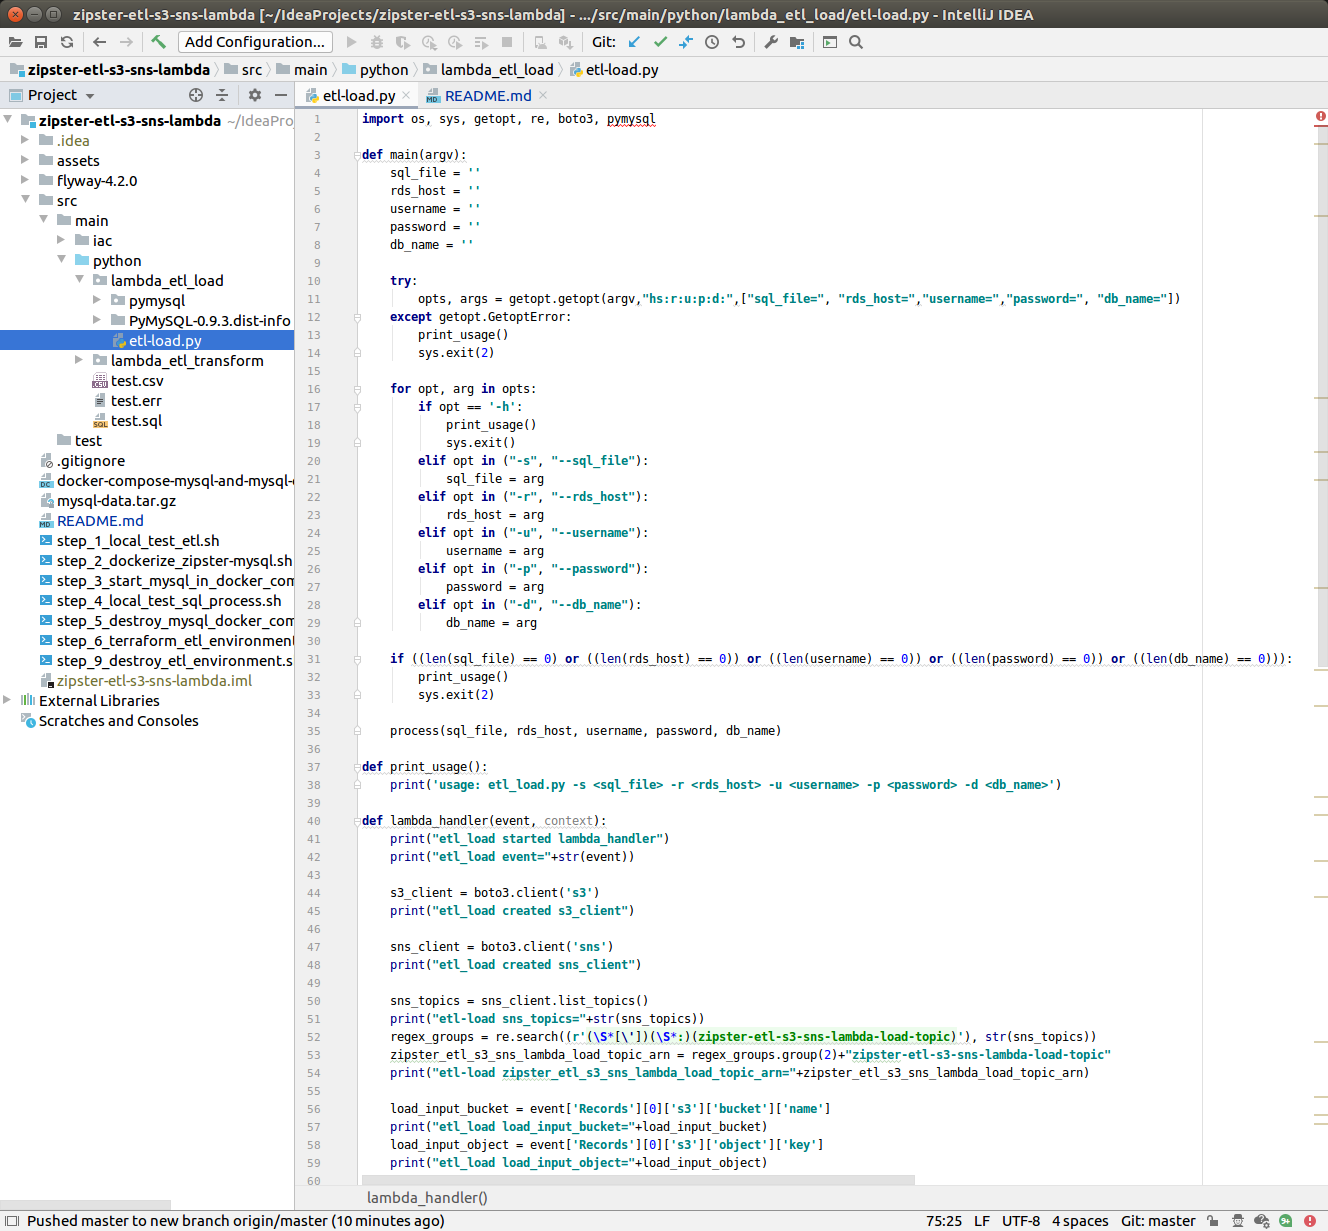 zipster-etl-s3-sns-lambda [~/IdeaProjects/zipster-etl-s3-sns-lambda] - .../src/main/python/lambda_etl_load/etl-load.py - IntelliJ IDEA
Add Configuration... Git:
zipster-etl-s3-sns-lambda src main python lambda_etl_load etl-load.py
Project
etl-load.py README.md
zipster-etl-s3-sns-lambda ~/IdeaPro
.idea
assets
flyway-4.2.0
src
main
iac
python
lambda_etl_load
pymysql
PyMySQL-0.9.3.dist-info
etl-load.py
lambda_etl_transform
test.csv
test.err
test.sql
test
.gitignore
docker-compose-mysql-and-mysql-
mysql-data.tar.gz
README.md
step_1_local_test_etl.sh
step_2_dockerize_zipster-mysql.sh
step_3_start_mysql_in_docker_com
step_4_local_test_sql_process.sh
step_5_destroy_mysql_docker_com
step_6_terraform_etl_environment
step_9_destroy_etl_environment.s
zipster-etl-s3-sns-lambda.iml
External Libraries
Scratches and Consoles
1 import os, sys, getopt, re, boto3, pymysql
2
3 def main(argv):
4 sql_file = ''
5 rds_host = ''
6 username = ''
7 password = ''
8 db_name = ''
9
10 try:
11 opts, args = getopt.getopt(argv,"hs:r:u:p:d:",["sql_file=", "rds_host=","username=","password=", "db_name="])
12 except getopt.GetoptError:
13 print_usage()
14 sys.exit(2)
15
16 for opt, arg in opts:
17 if opt == '-h':
18 print_usage()
19 sys.exit()
20 elif opt in ("-s", "--sql_file"):
21 sql_file = arg
22 elif opt in ("-r", "--rds_host"):
23 rds_host = arg
24 elif opt in ("-u", "--username"):
25 username = arg
26 elif opt in ("-p", "--password"):
27 password = arg
28 elif opt in ("-d", "--db_name"):
29 db_name = arg
30
31 if ((len(sql_file) == 0) or ((len(rds_host) == 0)) or ((len(username) == 0)) or ((len(password) == 0)) or ((len(db_name) == 0))):
32 print_usage()
33 sys.exit(2)
34
35 process(sql_file, rds_host, username, password, db_name)
36
37 def print_usage():
38 print('usage: etl_load.py -s <sql_file> -r <rds_host> -u <username> -p <password> -d <db_name>')
39
40 def lambda_handler(event, context):
41 print("etl_load started lambda_handler")
42 print("etl_load event="+str(event))
43
44 s3_client = boto3.client('s3')
45 print("etl_load created s3_client")
46
47 sns_client = boto3.client('sns')
48 print("etl_load created sns_client")
49
50 sns_topics = sns_client.list_topics()
51 print("etl-load sns_topics="+str(sns_topics))
52 regex_groups = re.search((r'(\S*[\'])(\S*:)(zipster-etl-s3-sns-lambda-load-topic)'), str(sns_topics))
53 zipster_etl_s3_sns_lambda_load_topic_arn = regex_groups.group(2)+"zipster-etl-s3-sns-lambda-load-topic"
54 print("etl-load zipster_etl_s3_sns_lambda_load_topic_arn="+zipster_etl_s3_sns_lambda_load_topic_arn)
55
56 load_input_bucket = event['Records'][0]['s3']['bucket']['name']
57 print("etl_load load_input_bucket="+load_input_bucket)
58 load_input_object = event['Records'][0]['s3']['object']['key']
59 print("etl_load load_input_object="+load_input_object)
60
lambda_handler()
Pushed master to new branch origin/master (10 minutes ago) 75:25 LF UTF-8 4 spaces Git: master